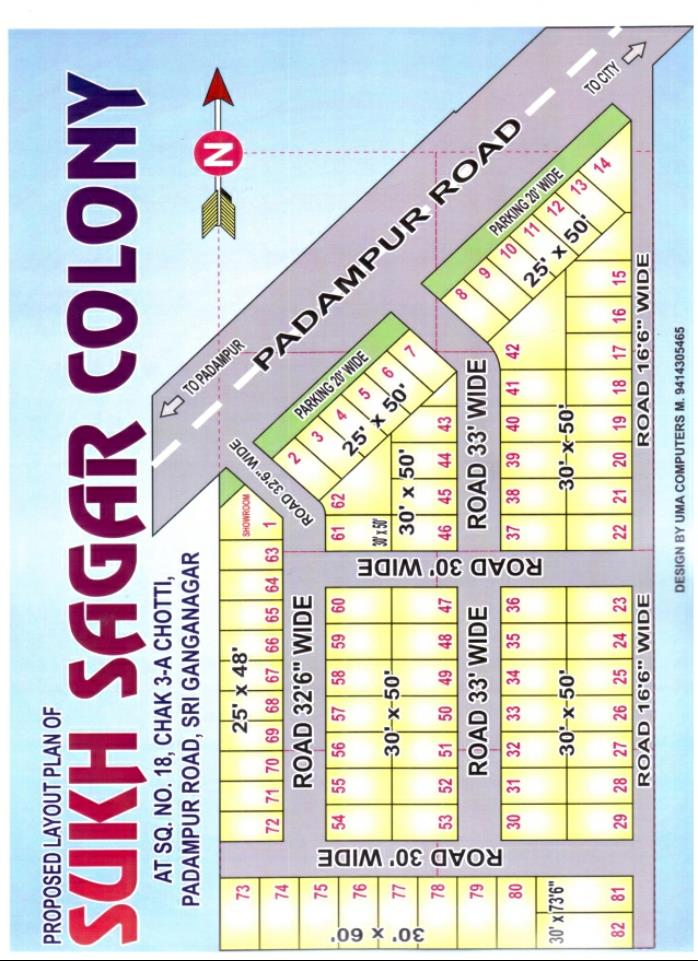 PROPOSED LAYOUT PLAN OF
SUKH SAGAR COLONY
AT SQ. NO. 18, CHAK 3-A CHOTTI,
PADAMPUR ROAD, SRI GANGANAGAR
TO PADAMPUR
N
PADAMPUR ROAD
TO CITY
73
74
75
76
77
78
79
80
30' x 60'
30' x 73'6"
82 81
ROAD 30' WIDE
25' x 48'
SHOWROOM
72 71 70 69 68 67 66 65 64 63 1
ROAD 32'6" WIDE
ROAD 32'6" WIDE
54 55 56 57 58 59 60
30' x 50'
53 52 51 50 49 48 47
ROAD 30' WIDE
61 62
30' x 50'
30' x 50'
46 45 44 43
2 3 4 5 6 7
25' x 50'
PARKING 20' WIDE
ROAD 33' WIDE
ROAD 33' WIDE
30 31 32 33 34 35 36
30' x 50'
29 28 27 26 25 24 23
37 38 39 40 41 42
30' x 50'
22 21 20 19 18 17 16 15
8 9 10 11 12 13 14
25' x 50'
PARKING 20' WIDE
ROAD 16'6" WIDE
ROAD 16'6" WIDE
DESIGN BY UMA COMPUTERS M. 9414305465